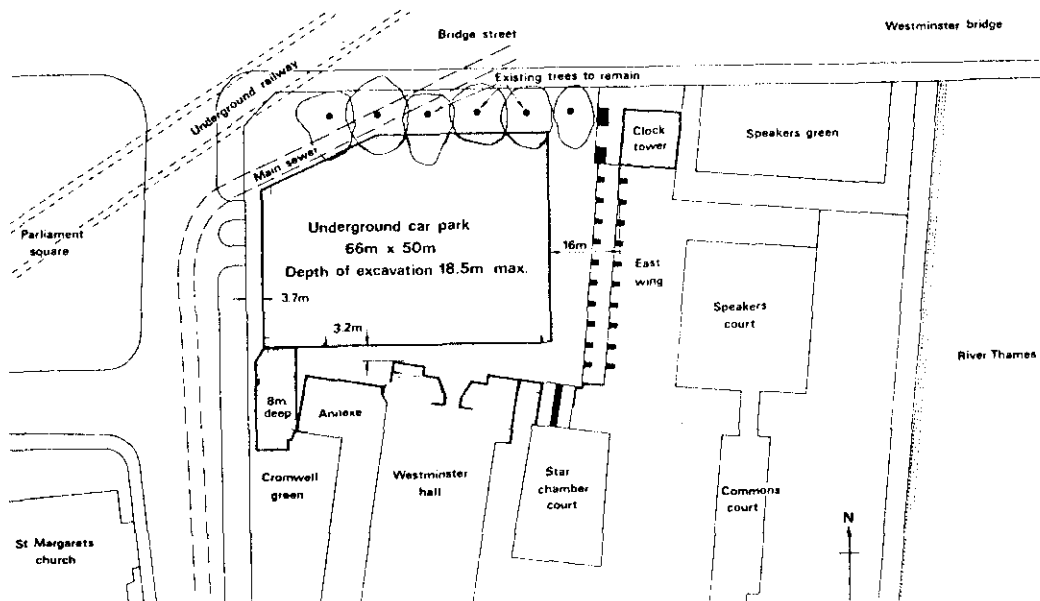 Westminster bridge
Bridge street
Underground railway
Existing trees to remain
Clock
tower
Speakers green
Main sewer
Underground car park
66m x 50m
Depth of excavation 18.5m max.
Parliament
square
16m
East
wing
3.7m
3.2m
Speakers
court
River Thames
8m
deep
Annexe
Cromwell
green
Westminster
hall
Star
chamber
court
Commons
court
N
St Margarets
church